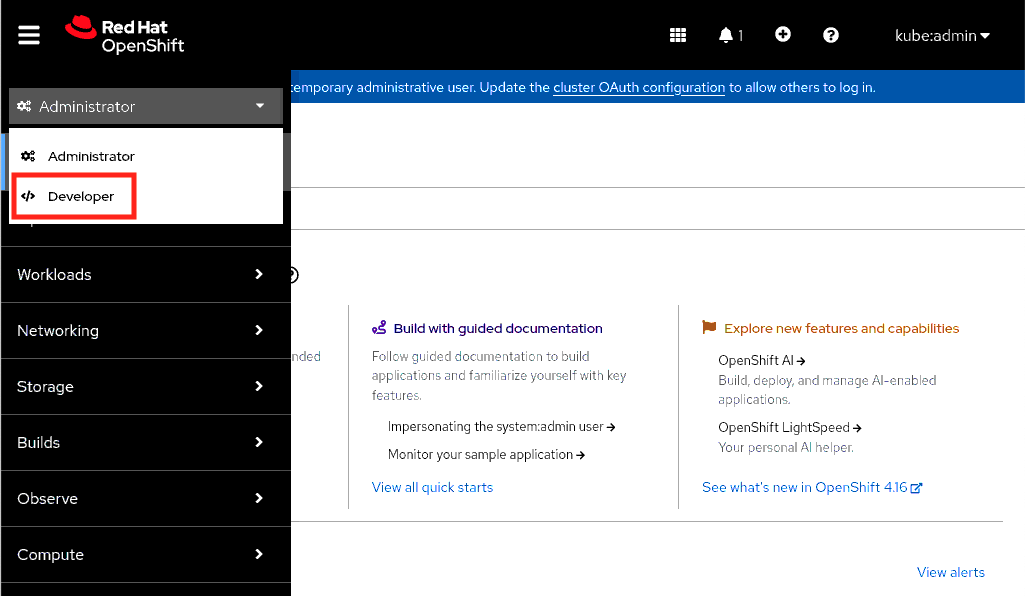 Red Hat
OpenShift
1
kube:admin
Administrator
emporary administrative user. Update the cluster OAuth configuration to allow others to log in.
Administrator
Developer
Workloads
Networking
Storage
Builds
Observe
Compute
nded
Build with guided documentation
Follow guided documentation to build
applications and familiarize yourself with key
features.
Impersonating the system:admin user
Monitor your sample application
View all quick starts
Explore new features and capabilities
OpenShift AI
Build, deploy, and manage AI-enabled
applications.
OpenShift LightSpeed
Your personal AI helper.
See what's new in OpenShift 4.16
View alerts